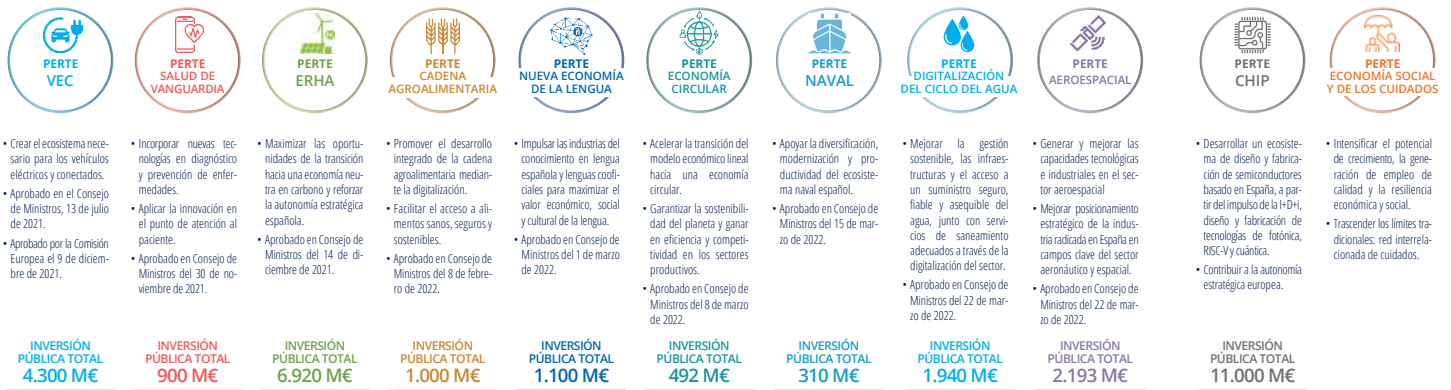 PERTE
VEC
• Crear el ecosistema nece-
sario para los vehículos
eléctricos y conectados.
• Aprobado en el Consejo
de Ministros, 13 de julio
de 2021.
• Aprobado por la Comisión
Europea el 9 de diciem-
bre de 2021.
INVERSIÓN
PÚBLICA TOTAL
4.300 M€
PERTE
SALUD DE
VANGUARDIA
• Incorporar nuevas tec-
nologías en diagnóstico
y prevención de enfer-
medades.
• Aplicar la innovación en
el punto de atención al
paciente.
• Aprobado en Consejo de
Ministros del 30 de no-
viembre de 2021.
INVERSIÓN
PÚBLICA TOTAL
900 M€
PERTE
ERHA
• Maximizar las oportu-
nidades de la transición
hacia una economía neu-
tra en carbono y reforzar
la autonomía estratégica
española.
• Aprobado en Consejo de
Ministros del 14 de di-
ciembre de 2021.
INVERSIÓN
PÚBLICA TOTAL
6.920 M€
PERTE
CADENA
AGROALIMENTARIA
• Promover el desarrollo
integrado de la cadena
agroalimentaria median-
te la digitalización.
• Facilitar el acceso a ali-
mentos sanos, seguros y
sostenibles.
• Aprobado en Consejo de
Ministros del 8 de febre-
ro de 2022.
INVERSIÓN
PÚBLICA TOTAL
1.000 M€
PERTE
NUEVA ECONOMÍA
DE LA LENGUA
• Impulsar las industrias del
conocimiento en lengua
española y lenguas coofi-
ciales para maximizar el
valor económico, social
y cultural de la lengua.
• Aprobado en Consejo de
Ministros del 1 de marzo
de 2022.
INVERSIÓN
PÚBLICA TOTAL
1.100 M€
PERTE
ECONOMÍA
CIRCULAR
• Acelerar la transición del
modelo económico lineal
hacia una economía
circular.
• Garantizar la sostenibili-
dad del planeta y ganar
en eficiencia y competi-
tividad en los sectores
productivos.
• Aprobado en Consejo de
Ministros del 8 de marzo
de 2022.
INVERSIÓN
PÚBLICA TOTAL
492 M€
PERTE
NAVAL
• Apoyar la diversificación,
modernización y pro-
ductividad del ecosiste-
ma naval español.
• Aprobado en Consejo de
Ministros del 15 de mar-
zo de 2022.
INVERSIÓN
PÚBLICA TOTAL
310 M€
PERTE
DIGITALIZACIÓN
DEL CICLO DEL AGUA
• Mejorar la gestión
sostenible, las infraes-
tructuras y el acceso a
un suministro seguro,
fiable y asequible del
agua, junto con servi-
cios de saneamiento
adecuados a través de la
digitalización del sector.
• Aprobado en Consejo de
Ministros del 22 de mar-
zo de 2022.
INVERSIÓN
PÚBLICA TOTAL
1.940 M€
PERTE
AEROESPACIAL
• Generar y mejorar las
capacidades tecnológicas
e industriales en el sec-
tor aeroespacial
• Mejorar posicionamiento
estratégico de la indus-
tria radicada en España en
campos clave del sector
aeronáutico y espacial.
• Aprobado en Consejo de
Ministros del 22 de mar-
zo de 2022.
INVERSIÓN
PÚBLICA TOTAL
2.193 M€
PERTE
CHIP
• Desarrollar un ecosiste-
ma de diseño y fabrica-
ción de semiconductores
basado en España, a par-
tir del impulso de la I+D+i,
diseño y fabricación de
tecnologías de fotónica,
RISC-V y cuántica.
• Contribuir a la autonomía
estratégica europea.
INVERSIÓN
PÚBLICA TOTAL
11.000 M€
PERTE
ECONOMÍA SOCIAL
Y DE LOS CUIDADOS
• Intensificar el potencial
de crecimiento, la gene-
ración de empleo de
calidad y la resiliencia
económica y social.
• Trascender los límites tra-
dicionales: red interrela-
cionada de cuidados.